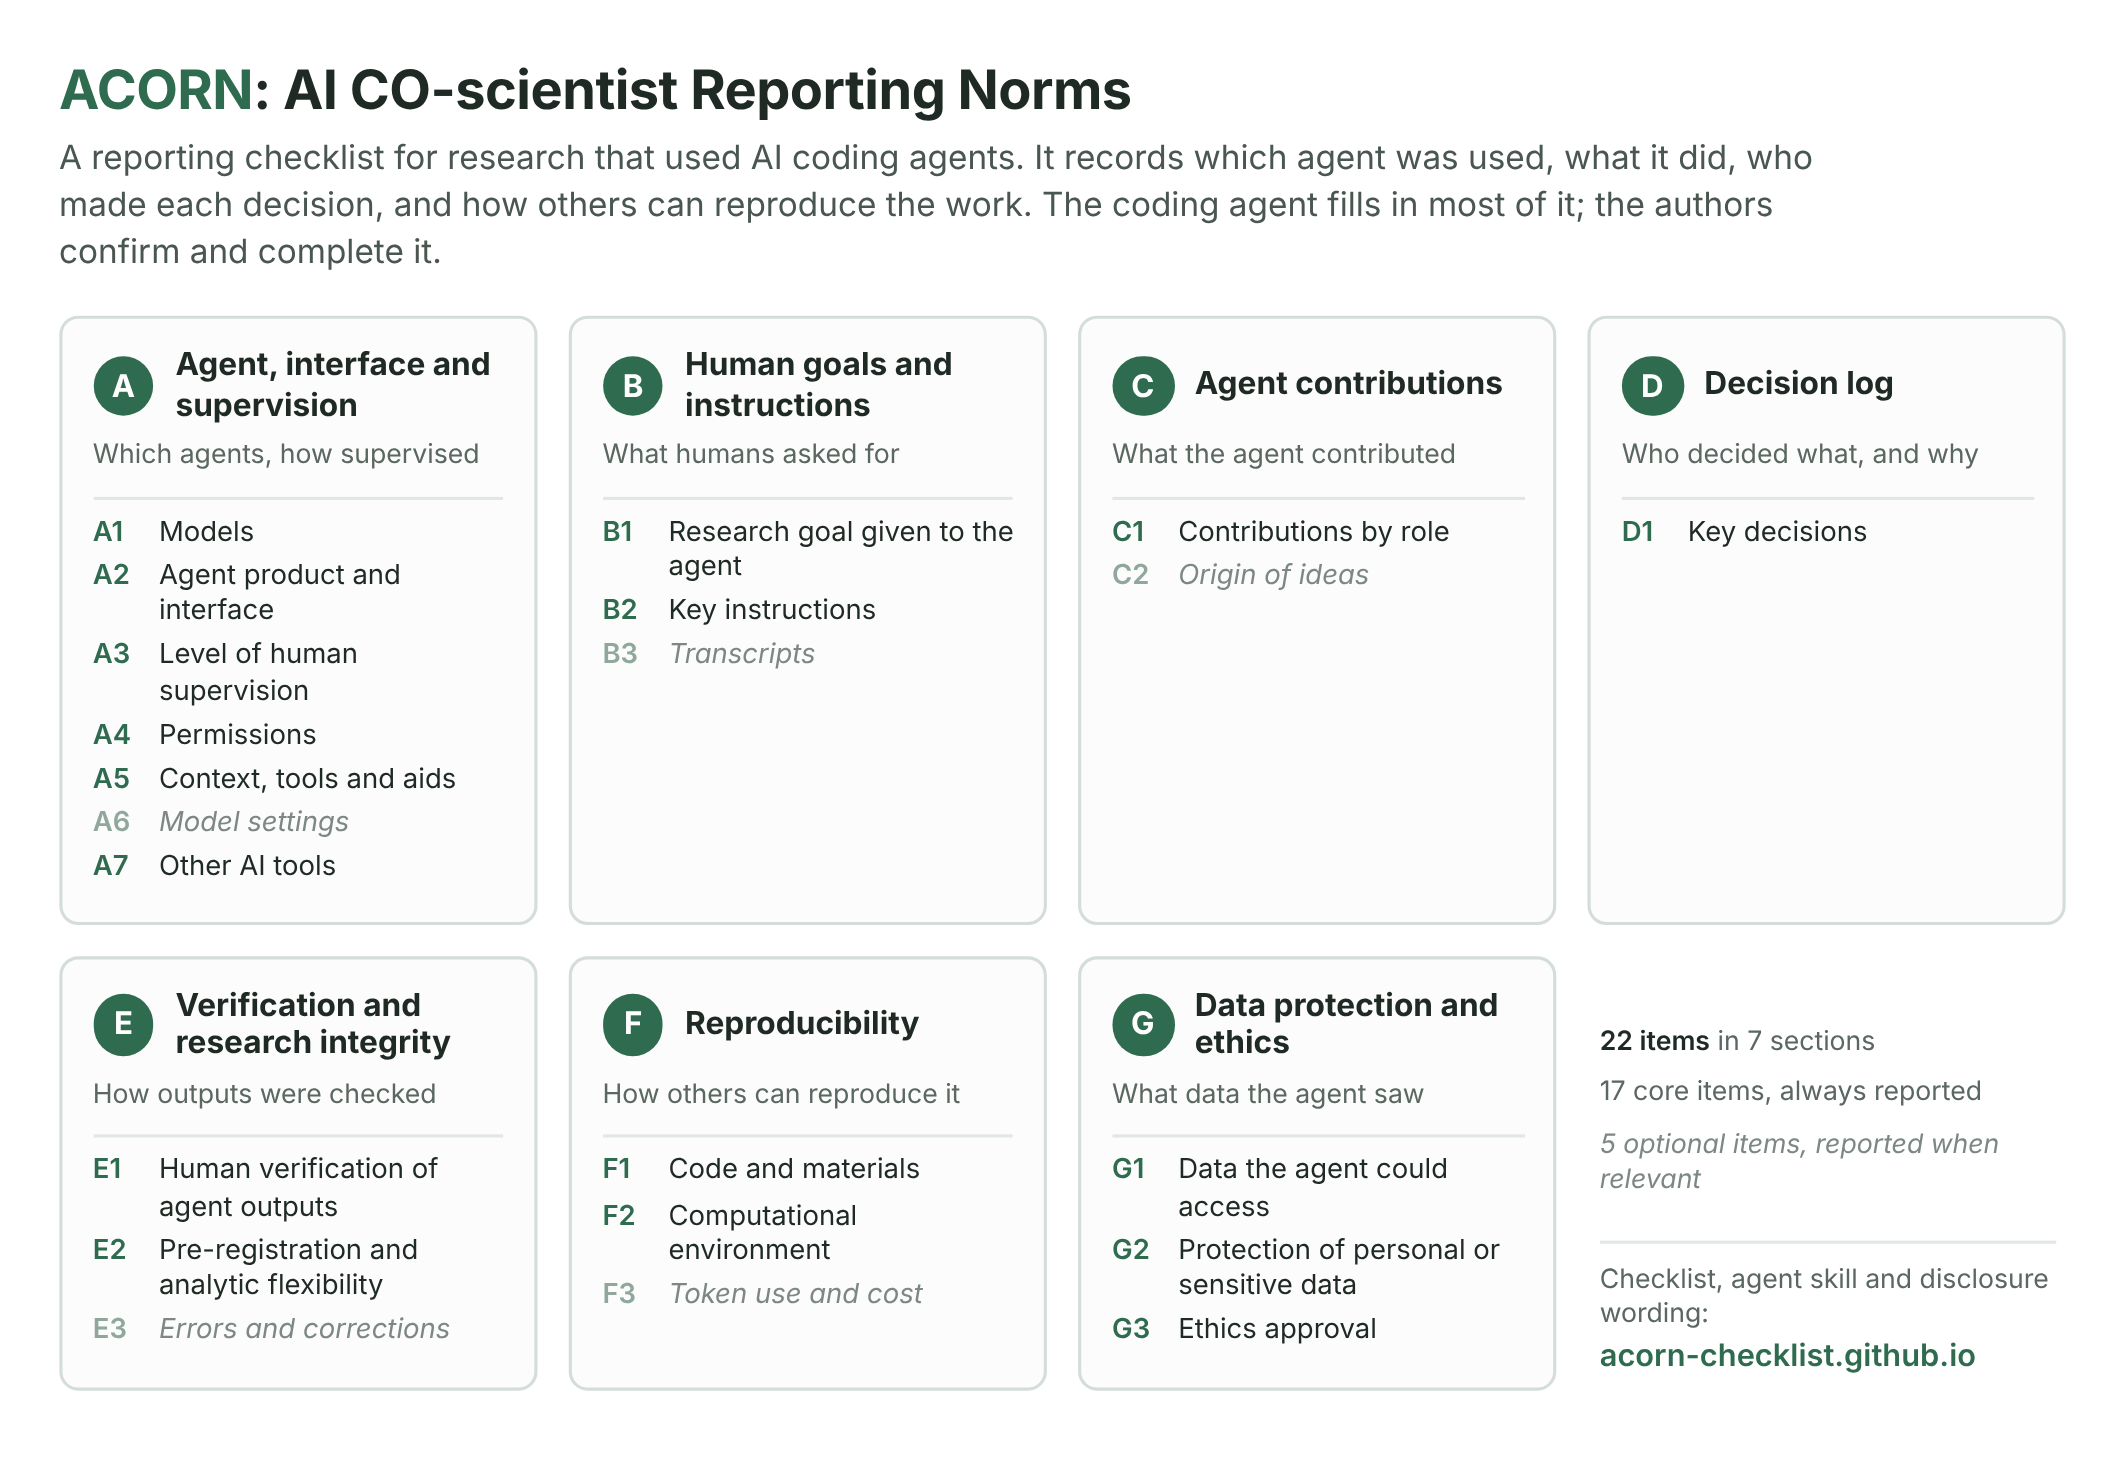 ACORN: AI CO-scientist Reporting Norms
A reporting checklist for research that used AI coding agents. It records which agent was used, what it did, who
made each decision, and how others can reproduce the work. The coding agent fills in most of it; the authors
confirm and complete it.
A
Agent, interface and
supervision
Which agents, how supervised
A1 Models
A2 Agent product and
interface
A3 Level of human
supervision
A4 Permissions
A5 Context, tools and aids
A6 Model settings
A7 Other AI tools
B
Human goals and
instructions
What humans asked for
B1 Research goal given to the
agent
B2 Key instructions
B3 Transcripts
C Agent contributions
What the agent contributed
C1 Contributions by role
C2 Origin of ideas
D Decision log
Who decided what, and why
D1 Key decisions
E
Verification and
research integrity
How outputs were checked
E1 Human verification of
agent outputs
E2 Pre-registration and
analytic flexibility
E3 Errors and corrections
F Reproducibility
How others can reproduce it
F1 Code and materials
F2 Computational
environment
F3 Token use and cost
G
Data protection and
ethics
What data the agent saw
G1 Data the agent could
access
G2 Protection of personal or
sensitive data
G3 Ethics approval
22 items in 7 sections
17 core items, always reported
5 optional items, reported when
relevant
Checklist, agent skill and disclosure
wording:
acorn-checklist.github.io